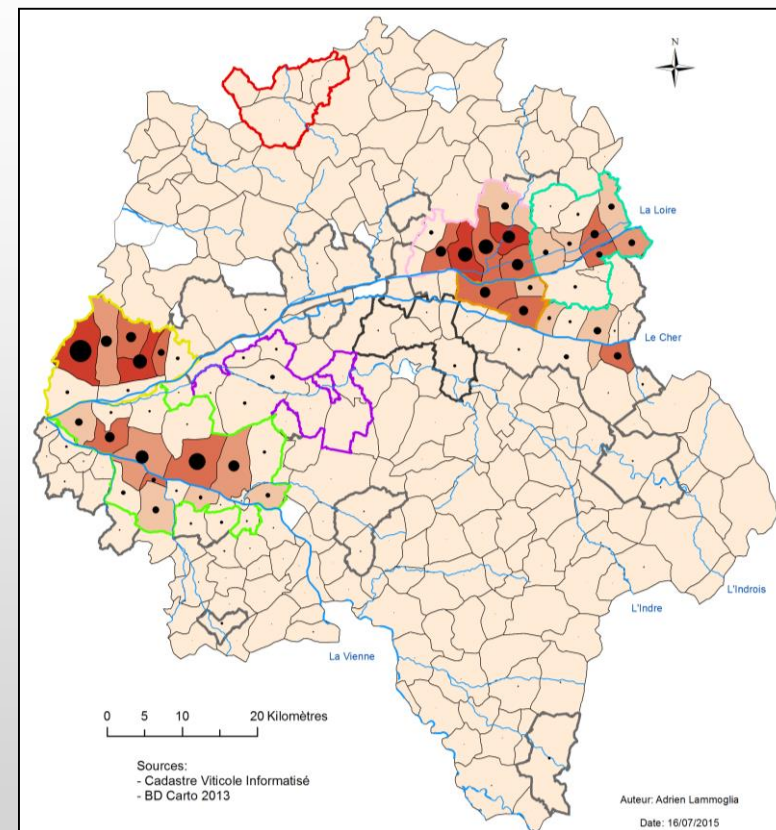 N
La Loire
Le Cher
L'Indrois
L'Indre
La Vienne
0 5 10 20 Kilomètres
Sources:
- Cadastre Viticole Informatisé
- BD Carto 2013
Auteur: Adrien Lammoglia
Date: 16/07/2015